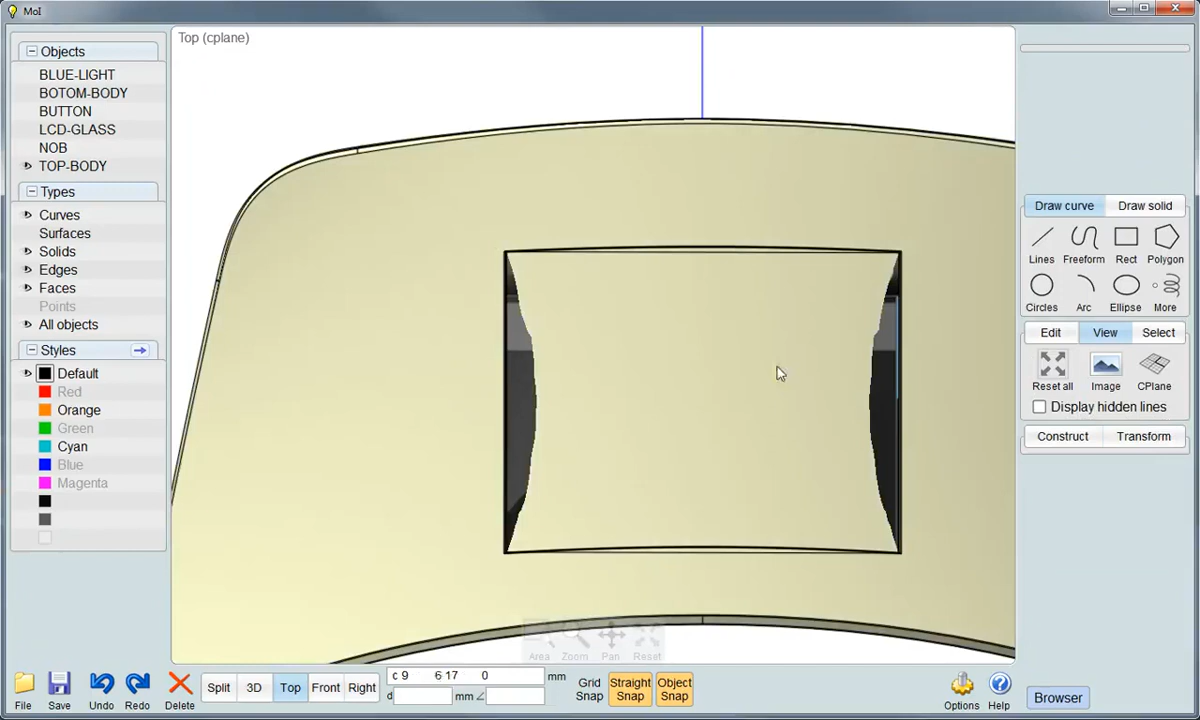 MoI
Objects
BLUE-LIGHT
BOTOM-BODY
BUTTON
LCD-GLASS
NOB
TOP-BODY
Types
Curves
Surfaces
Solids
Edges
Faces
Points
All objects
Styles
Default
Red
Orange
Green
Cyan
Blue
Magenta
Top (cplane)
Draw curve Draw solid
Lines Freeform Rect Polygon
Circles Arc Ellipse More
Edit View Select
Reset all Image CPlane
Display hidden lines
Construct Transform
Area Zoom Pan Reset
File Save Undo Redo Delete
Split 3D Top Front Right
mm
d mm
Grid Snap
Straight Snap
Object Snap
Options Help
Browser